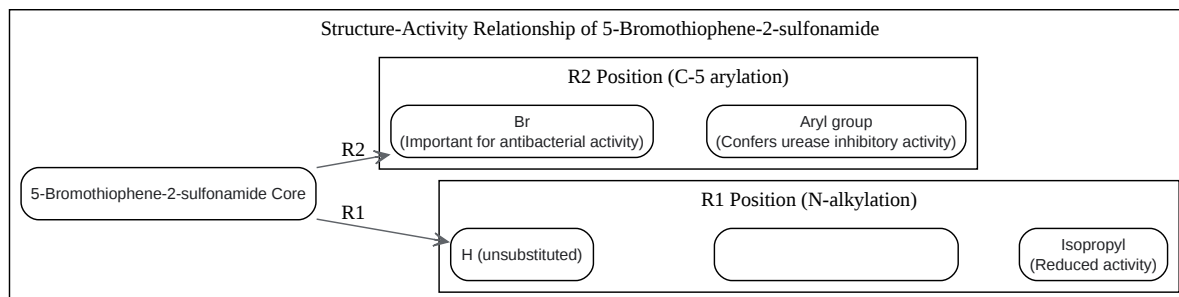 Structure-Activity Relationship of 5-Bromothiophene-2-sulfonamide
R2 Position (C-5 arylation)
Br
(Important for antibacterial activity)
Aryl group
(Confers urease inhibitory activity)
R2
5-Bromothiophene-2-sulfonamide Core
R1
R1 Position (N-alkylation)
H (unsubstituted)
Isopropyl
(Reduced activity)